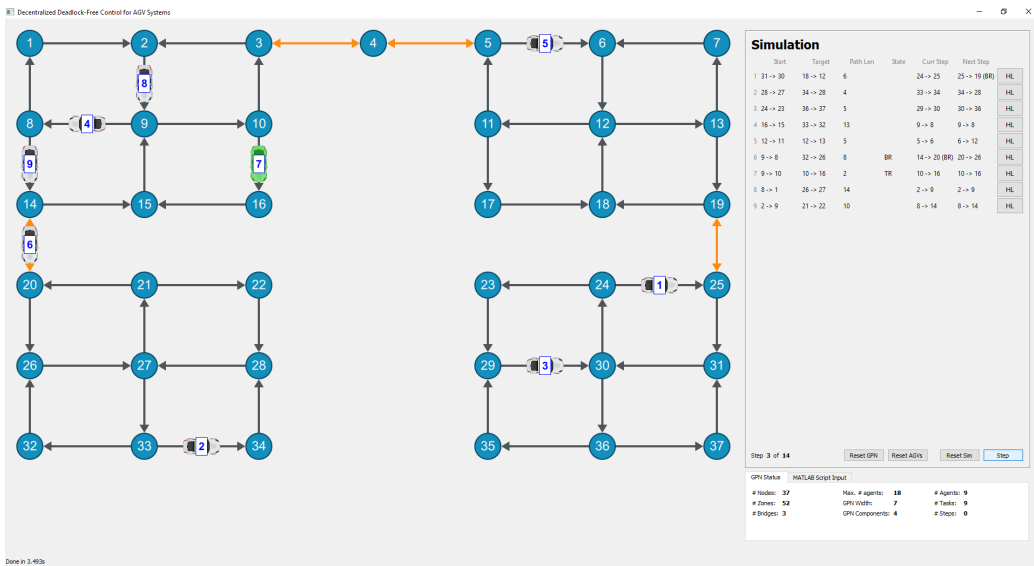 Decentralized Deadlock-Free Control for AGV Systems
1 2 3 4 5 5 6 7
8
8 4 9 10 11 12 13
9 7
14 15 16 17 18 19
6
20 21 22 23 24 1 25
26 27 28 29 3 30 31
32 33 2 34 35 36 37
Simulation
Start Target Path Len State Curr Step Next Step
1 31 -> 30 18 -> 12 6 24 -> 25 25 -> 19 (BR) HL
2 28 -> 27 34 -> 28 4 33 -> 34 34 -> 28 HL
3 24 -> 23 36 -> 37 5 29 -> 30 30 -> 36 HL
4 16 -> 15 33 -> 32 13 9 -> 8 9 -> 8 HL
5 12 -> 11 12 -> 13 5 5 -> 6 6 -> 12 HL
6 9 -> 8 32 -> 26 8 BR 14 -> 20 (BR) 20 -> 26 HL
7 9 -> 10 10 -> 16 2 TR 10 -> 16 10 -> 16 HL
8 8 -> 1 26 -> 27 14 2 -> 9 2 -> 9 HL
9 2 -> 9 21 -> 22 10 8 -> 14 8 -> 14 HL
Step 3 of 14 Reset GPN Reset AGVs Reset Sim Step
GPN Status MATLAB Script Input
# Nodes: 37 Max. # agents: 18 # Agents: 9
# Zones: 52 GPN Width: 7 # Tasks: 9
# Bridges: 3 GPN Components: 4 # Steps: 0
Done in 3.493s